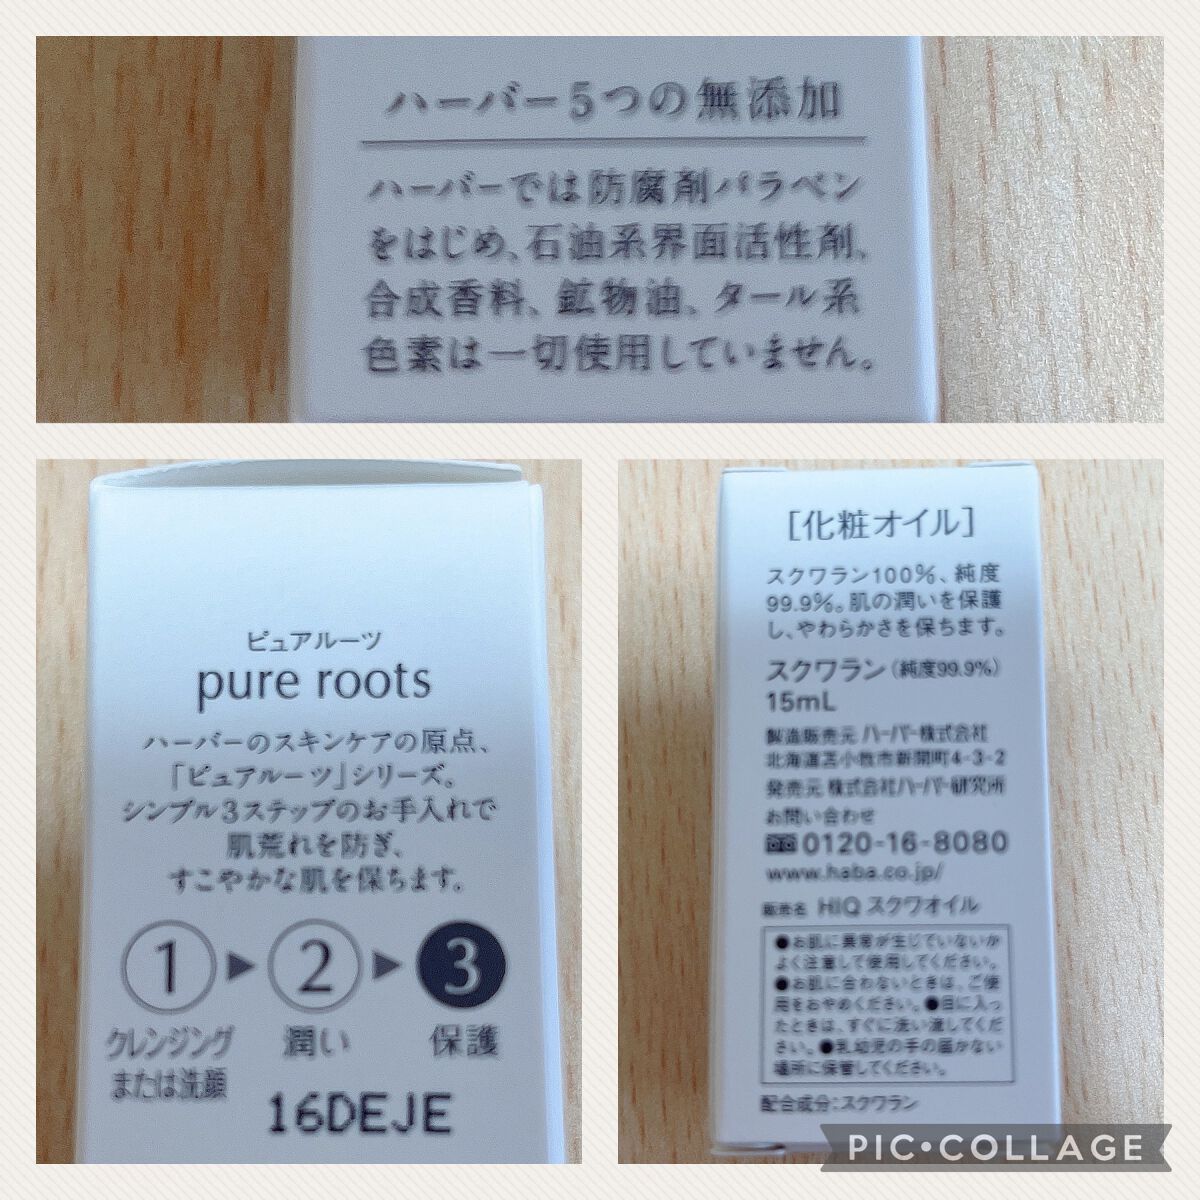 ハーバー5つの無添加
ハーバーでは防腐剤パラベン
をはじめ、石油系界面活性剤、
合成香料、鉱物油、タール系
色素は一切使用していません。
ピュアルーツ
pure roots
ハーバーのスキンケアの原点、
「ピュアルーツ」シリーズ。
シンプル3ステップのお手入れで
肌荒れを防ぎ、
すこやかな肌を保ちます。
1▶2▶3
クレンジング 潤い 保護
または洗顔
16DEJE
[化粧オイル]
スクワラン100%、純度
99.9%。肌の潤いを保護
し、やわらかさを保ちます。
スクワラン(純度99.9%)
15mL
製造販売元 ハーバー株式会社
北海道苫小牧市新開町4-3-2
発売元 株式会社ハーバー研究所
お問い合わせ
0120-16-8080
www.haba.co.jp/
販売名 HIQ スクワオイル
●お肌に異常が生じていないか
よく注意して使用してください。
●お肌に合わないときは、ご使
用をおやめください。●目に入っ
たときは、すぐに洗い流してくだ
さい。●乳幼児の手の届かない
場所に保管してください。
配合成分:スクワラン
PIC•COLLAGE